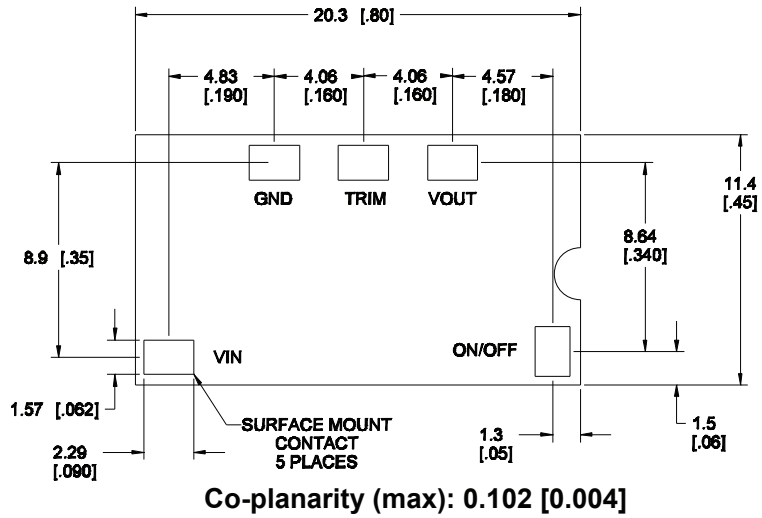 20.3 [.80]
4.83
[.190]
4.06
[.160]
4.06
[.160]
4.57
[.180]
GND
TRIM
VOUT
11.4
[.45]
8.9 [.35]
8.64
[.340]
VIN
ON/OFF
1.57 [.062]
2.29
[.090]
SURFACE MOUNT
CONTACT
5 PLACES
1.3
[.05]
1.5
[.06]
Co-planarity (max): 0.102 [0.004]